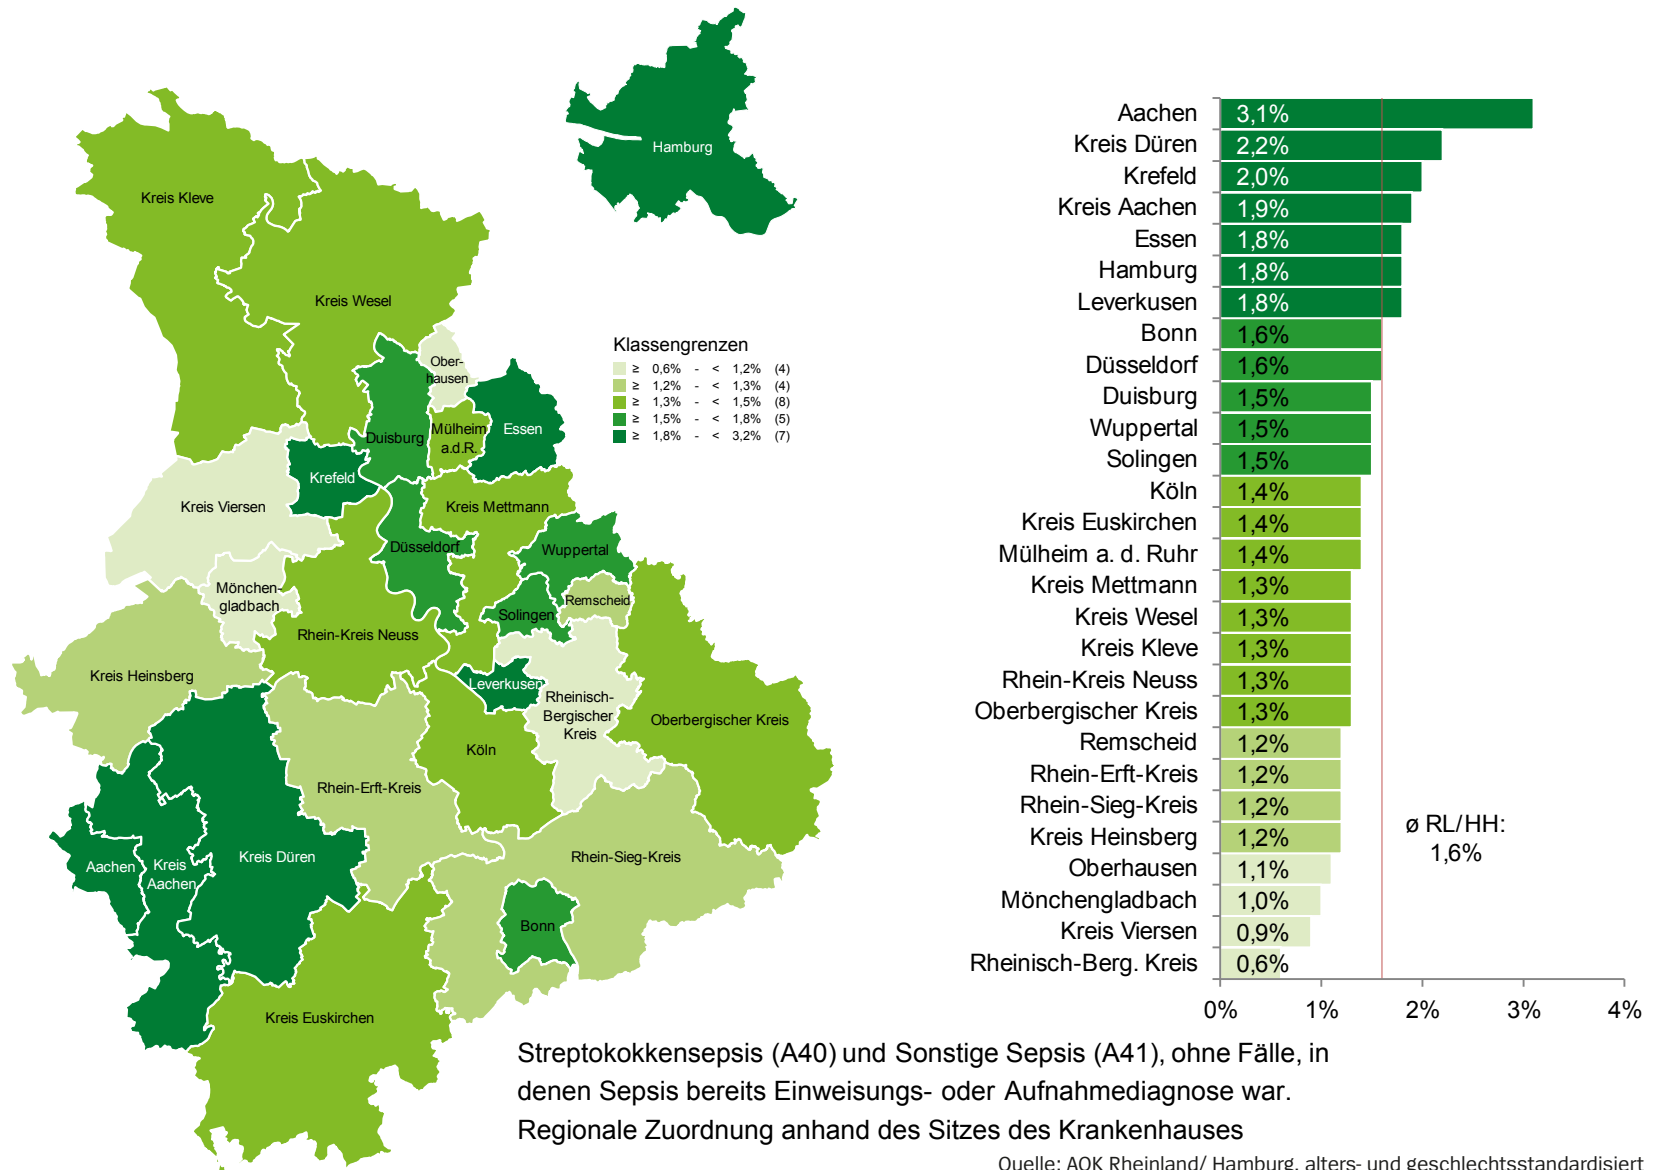 Hamburg
Kreis Kleve
Kreis Wesel
Ober-
hausen
Duisburg
Mülheim
a.d.R.
Essen
Krefeld
Kreis Viersen
Kreis Mettmann
Düsseldorf
Wuppertal
Mönchen-
gladbach
Remscheid
Solingen
Rhein-Kreis Neuss
Kreis Heinsberg
Leverkusen
Rheinisch-
Bergischer
Kreis
Oberbergischer Kreis
Köln
Rhein-Erft-Kreis
Aachen
Kreis
Aachen
Kreis Düren
Rhein-Sieg-Kreis
Bonn
Kreis Euskirchen
Klassengrenzen
≥ 0,6% - < 1,2% (4)
≥ 1,2% - < 1,3% (4)
≥ 1,3% - < 1,5% (8)
≥ 1,5% - < 1,8% (5)
≥ 1,8% - < 3,2% (7)
Aachen 3,1%
Kreis Düren 2,2%
Krefeld 2,0%
Kreis Aachen 1,9%
Essen 1,8%
Hamburg 1,8%
Leverkusen 1,8%
Bonn 1,6%
Düsseldorf 1,6%
Duisburg 1,5%
Wuppertal 1,5%
Solingen 1,5%
Köln 1,4%
Kreis Euskirchen 1,4%
Mülheim a. d. Ruhr 1,4%
Kreis Mettmann 1,3%
Kreis Wesel 1,3%
Kreis Kleve 1,3%
Rhein-Kreis Neuss 1,3%
Oberbergischer Kreis 1,3%
Remscheid 1,2%
Rhein-Erft-Kreis 1,2%
Rhein-Sieg-Kreis 1,2%
Kreis Heinsberg 1,2%
Oberhausen 1,1%
Mönchengladbach 1,0%
Kreis Viersen 0,9%
Rheinisch-Berg. Kreis 0,6%
ø RL/HH:
1,6%
0% 1% 2% 3% 4%
Streptokokkensepsis (A40) und Sonstige Sepsis (A41), ohne Fälle, in
denen Sepsis bereits Einweisungs- oder Aufnahmediagnose war.
Regionale Zuordnung anhand des Sitzes des Krankenhauses
Quelle: AOK Rheinland/ Hamburg, alters- und geschlechtsstandardisiert